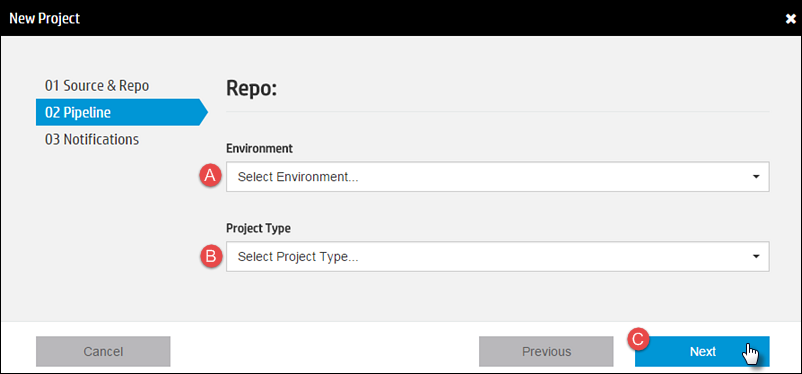 New Project
01 Source & Repo
02 Pipeline
03 Notifications
Repo:
Environment
A Select Environment...
Project Type
B Select Project Type...
Cancel
Previous
C Next